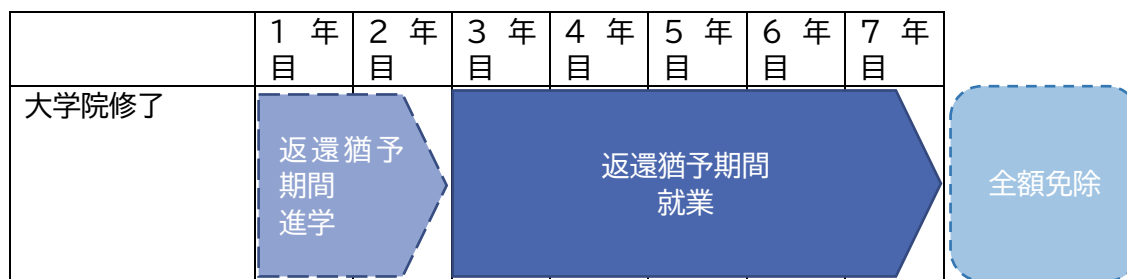 1年目 2年目 3年目 4年目 5年目 6年目 7年目
大学院修了
返還猶予
期間
進学
返還猶予期間
就業
全額免除